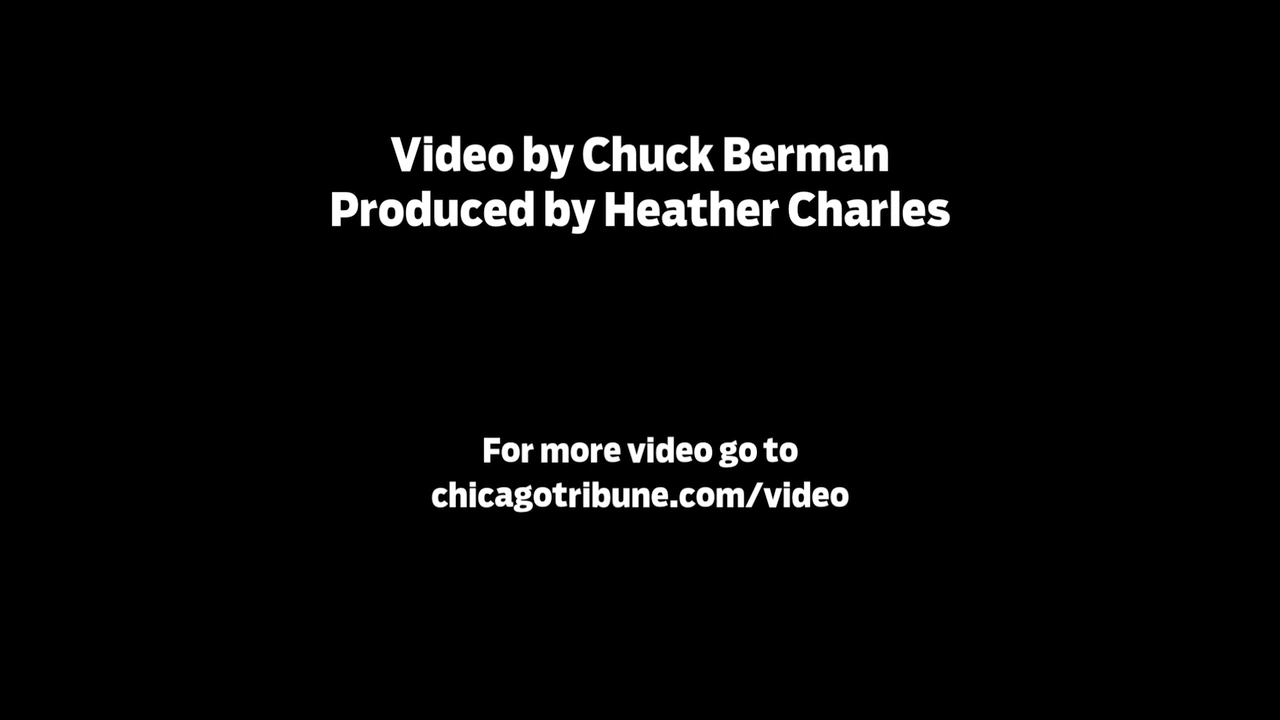 Video by Chuck Berman
Produced by Heather Charles
For more video go to
chicagotribune.com/video